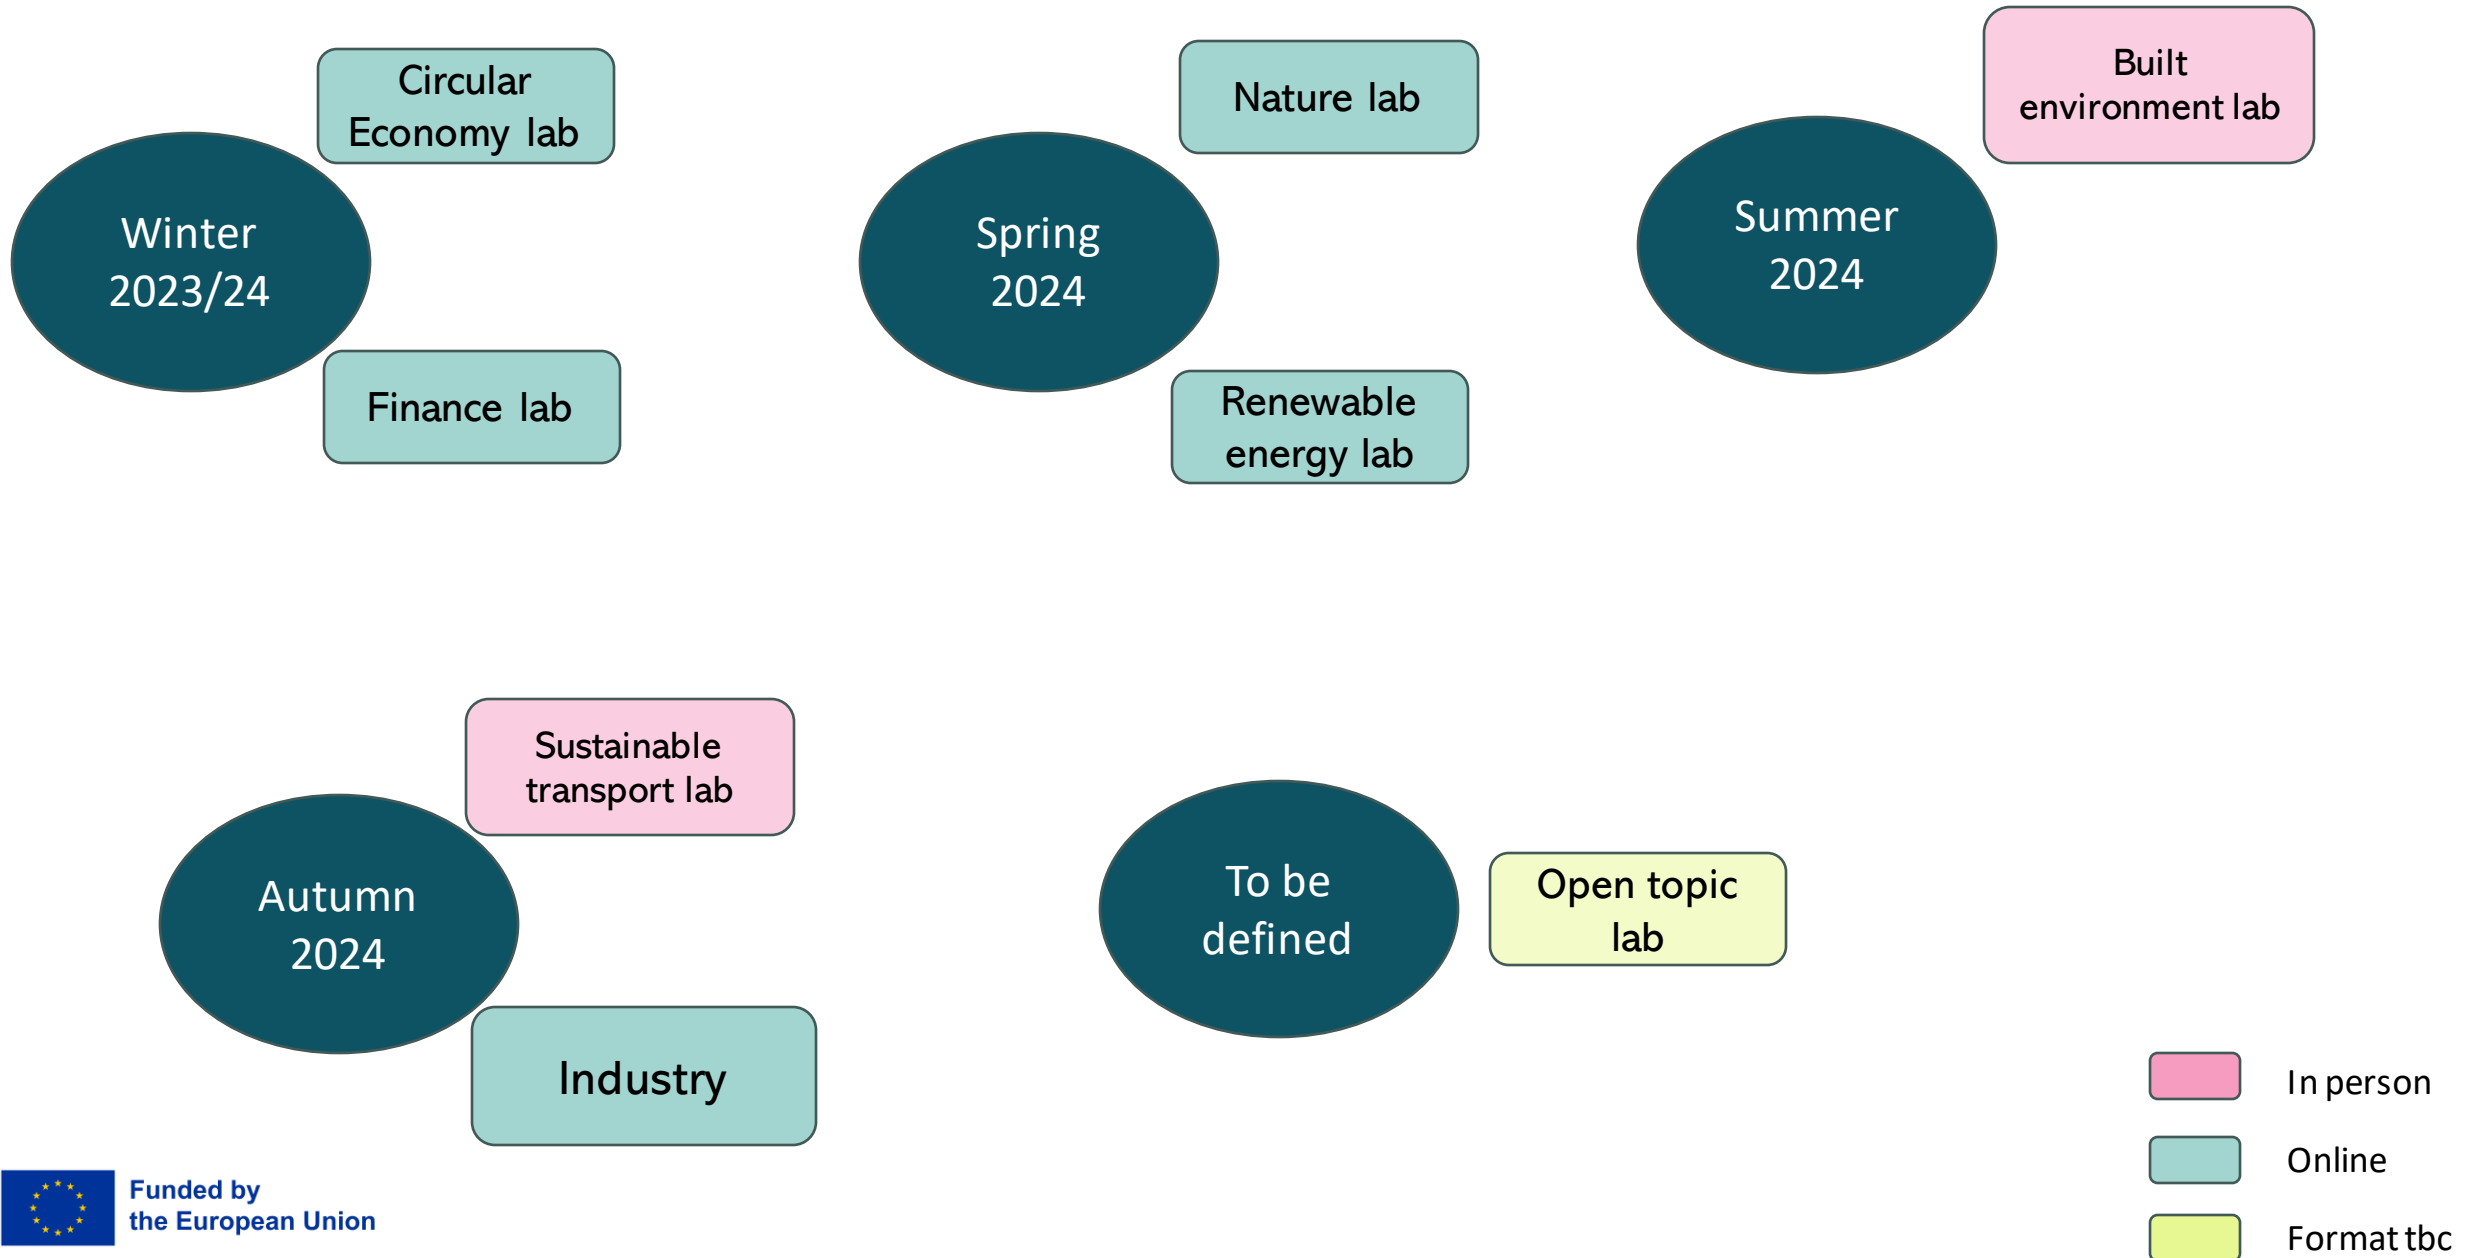 Circular
Economy lab
Winter
2023/24
Finance lab
Nature lab
Spring
2024
Renewable
energy lab
Built
environment lab
Summer
2024
Sustainable
transport lab
Autumn
2024
Industry
To be
defined
Open topic
lab
In person
Online
Format tbc
Funded by
the European Union